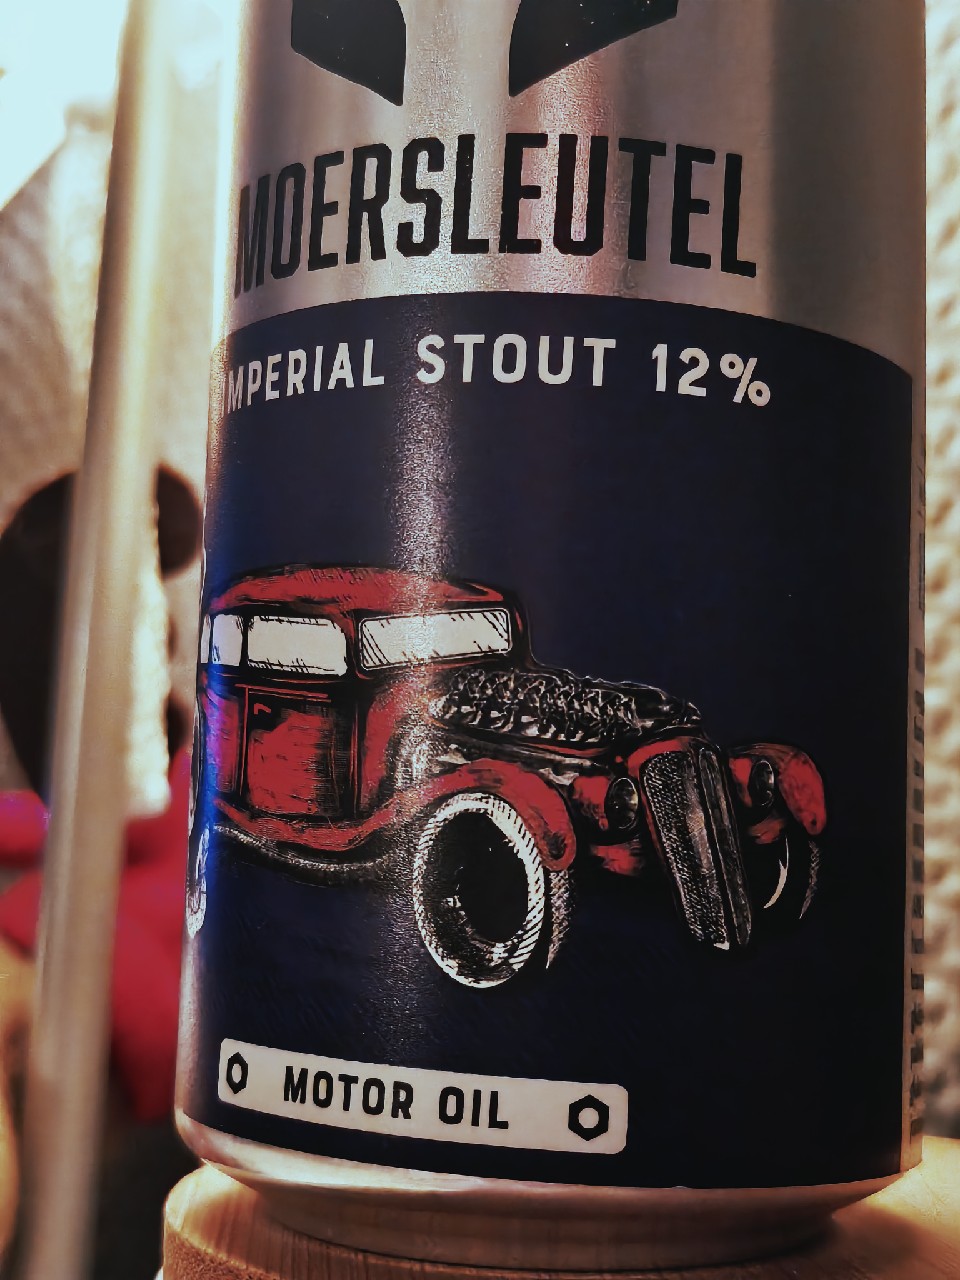 MOERSLEUTEL
IMPERIAL STOUT 12%
MOTOR OIL